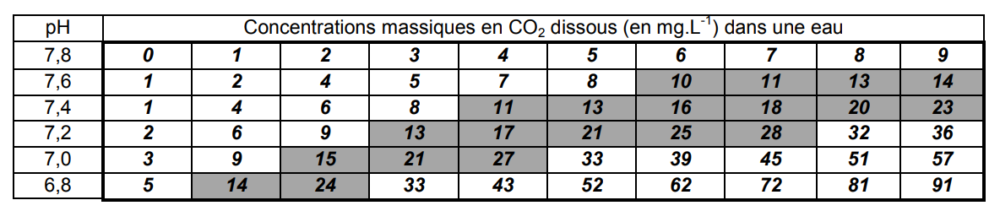 pH Concentrations massiques en CO2 dissous (en mg.L-1) dans une eau
7,8 0 1 2 3 4 5 6 7 8 9
7,6 1 2 4 5 7 8 10 11 13 14
7,4 1 4 6 8 11 13 16 18 20 23
7,2 2 6 9 13 17 21 25 28 32 36
7,0 3 9 15 21 27 33 39 45 51 57
6,8 5 14 24 33 43 52 62 72 81 91